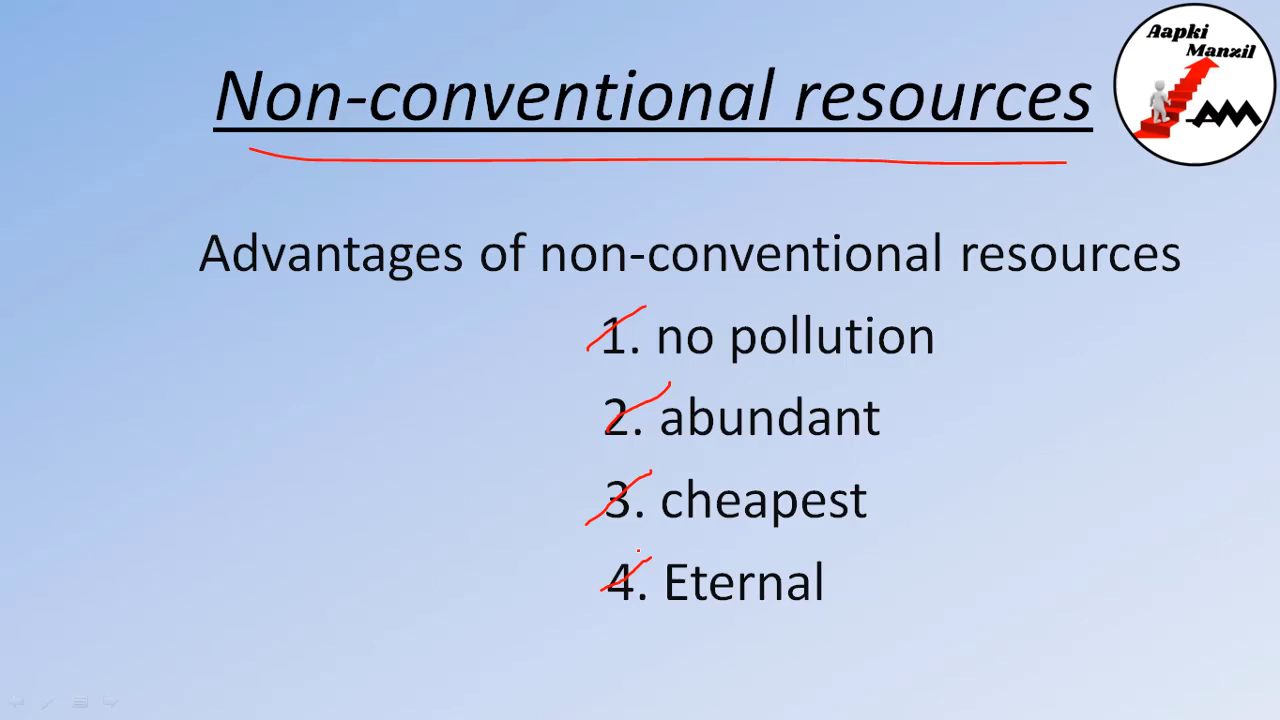 Non-conventional resources
Aapki
Manzil
AM
Advantages of non-conventional resources
1. no pollution
2. abundant
3. cheapest
4. Eternal